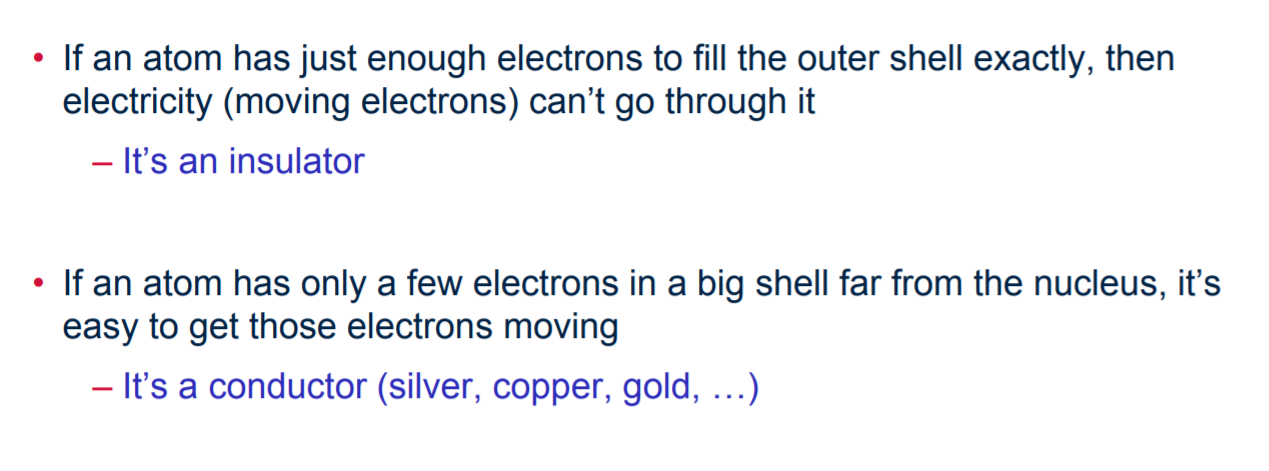 • If an atom has just enough electrons to fill the outer shell exactly, then
electricity (moving electrons) can’t go through it
– It’s an insulator
• If an atom has only a few electrons in a big shell far from the nucleus, it’s
easy to get those electrons moving
– It’s a conductor (silver, copper, gold, …)